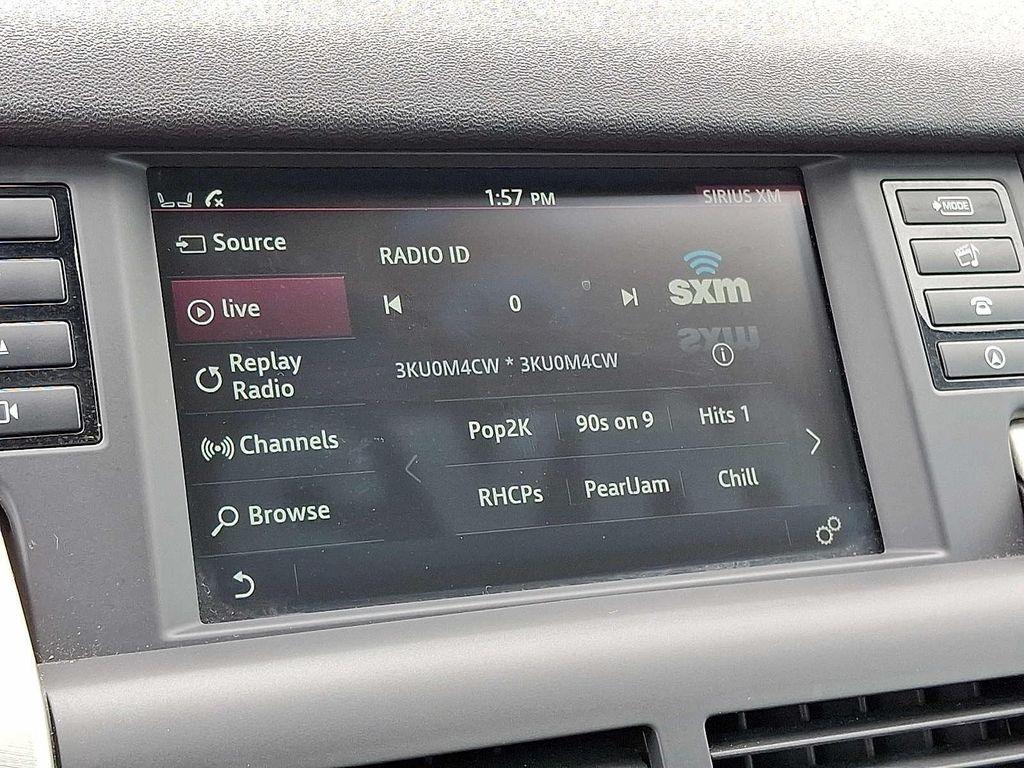 1:57 PM
SIRIUS XM
Source
RADIO ID
live
0
sxm
Replay
Radio
3KU0M4CW * 3KU0M4CW
Channels
Pop2K
90s on 9
Hits 1
Browse
RHCPs
PearlJam
Chill
MODE